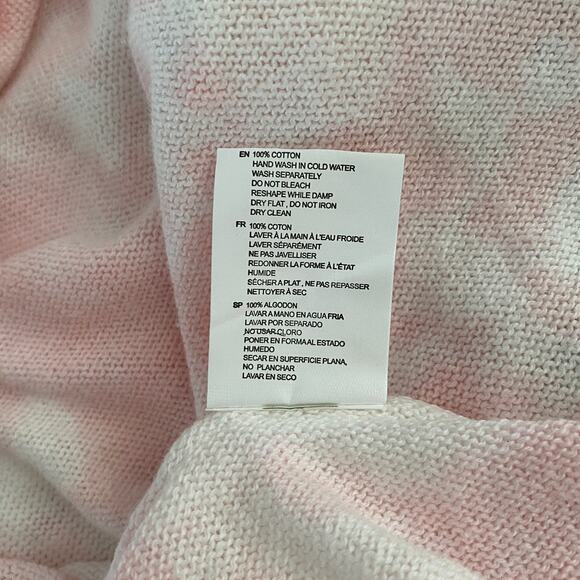 EN 100% COTTON
HAND WASH IN COLD WATER
WASH SEPARATELY
DO NOT BLEACH
RESHAPE WHILE DAMP
DRY FLAT , DO NOT IRON
DRY CLEAN
FR 100% COTON
LAVER À LA MAIN À L'EAU FROIDE
LAVER SÉPARÉMENT
NE PAS JAVELLISER
REDONNER LA FORME À L'ÉTAT
HUMIDE
SÉCHER A PLAT , NE PAS REPASSER
NETTOYER À SEC
SP 100% ALGODON
LAVAR A MANO EN AGUA FRIA
LAVAR POR SEPARADO
NO USAR CLORO
PONER EN FORMA AL ESTADO
HUMEDO
SECAR EN SUPERFICIE PLANA,
NO PLANCHAR
LAVAR EN SECO